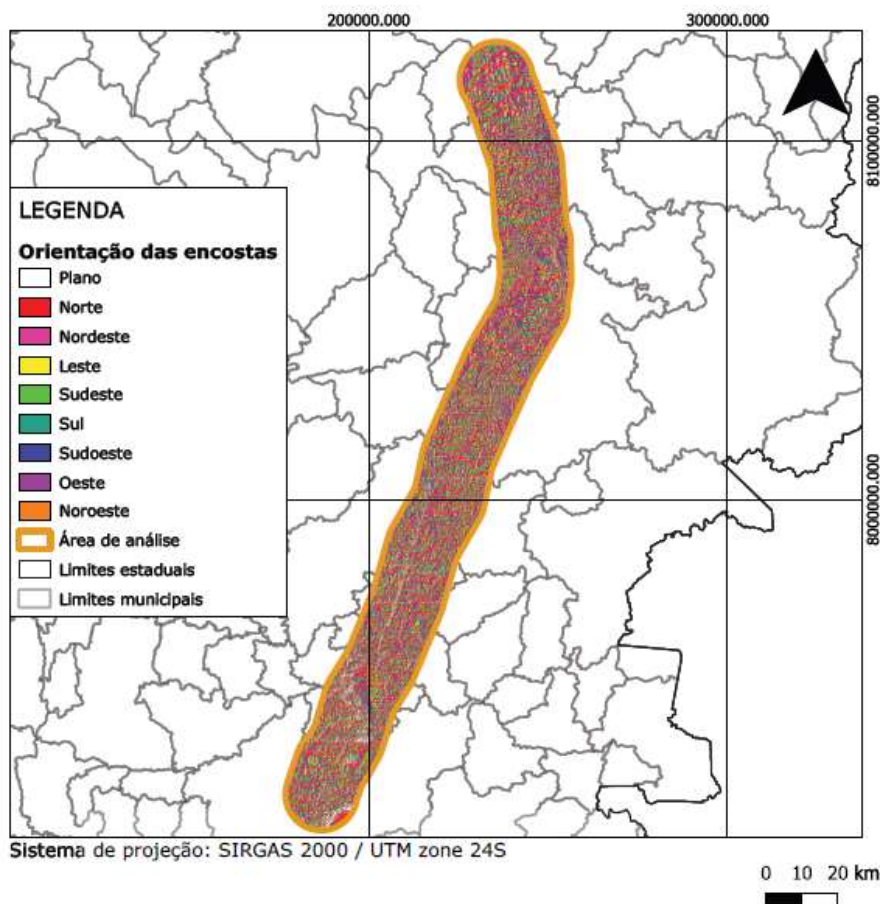 200000.000 300000.000
8100000.000
LEGENDA
Orientação das encostas
Plano
Norte
Nordeste
Leste
Sudeste
Sul
Sudoeste
Oeste
Noroeste
Área de análise
Limites estaduais
Limites municipais
8000000.000
Sistema de projeção: SIRGAS 2000 / UTM zone 24S
0 10 20 km